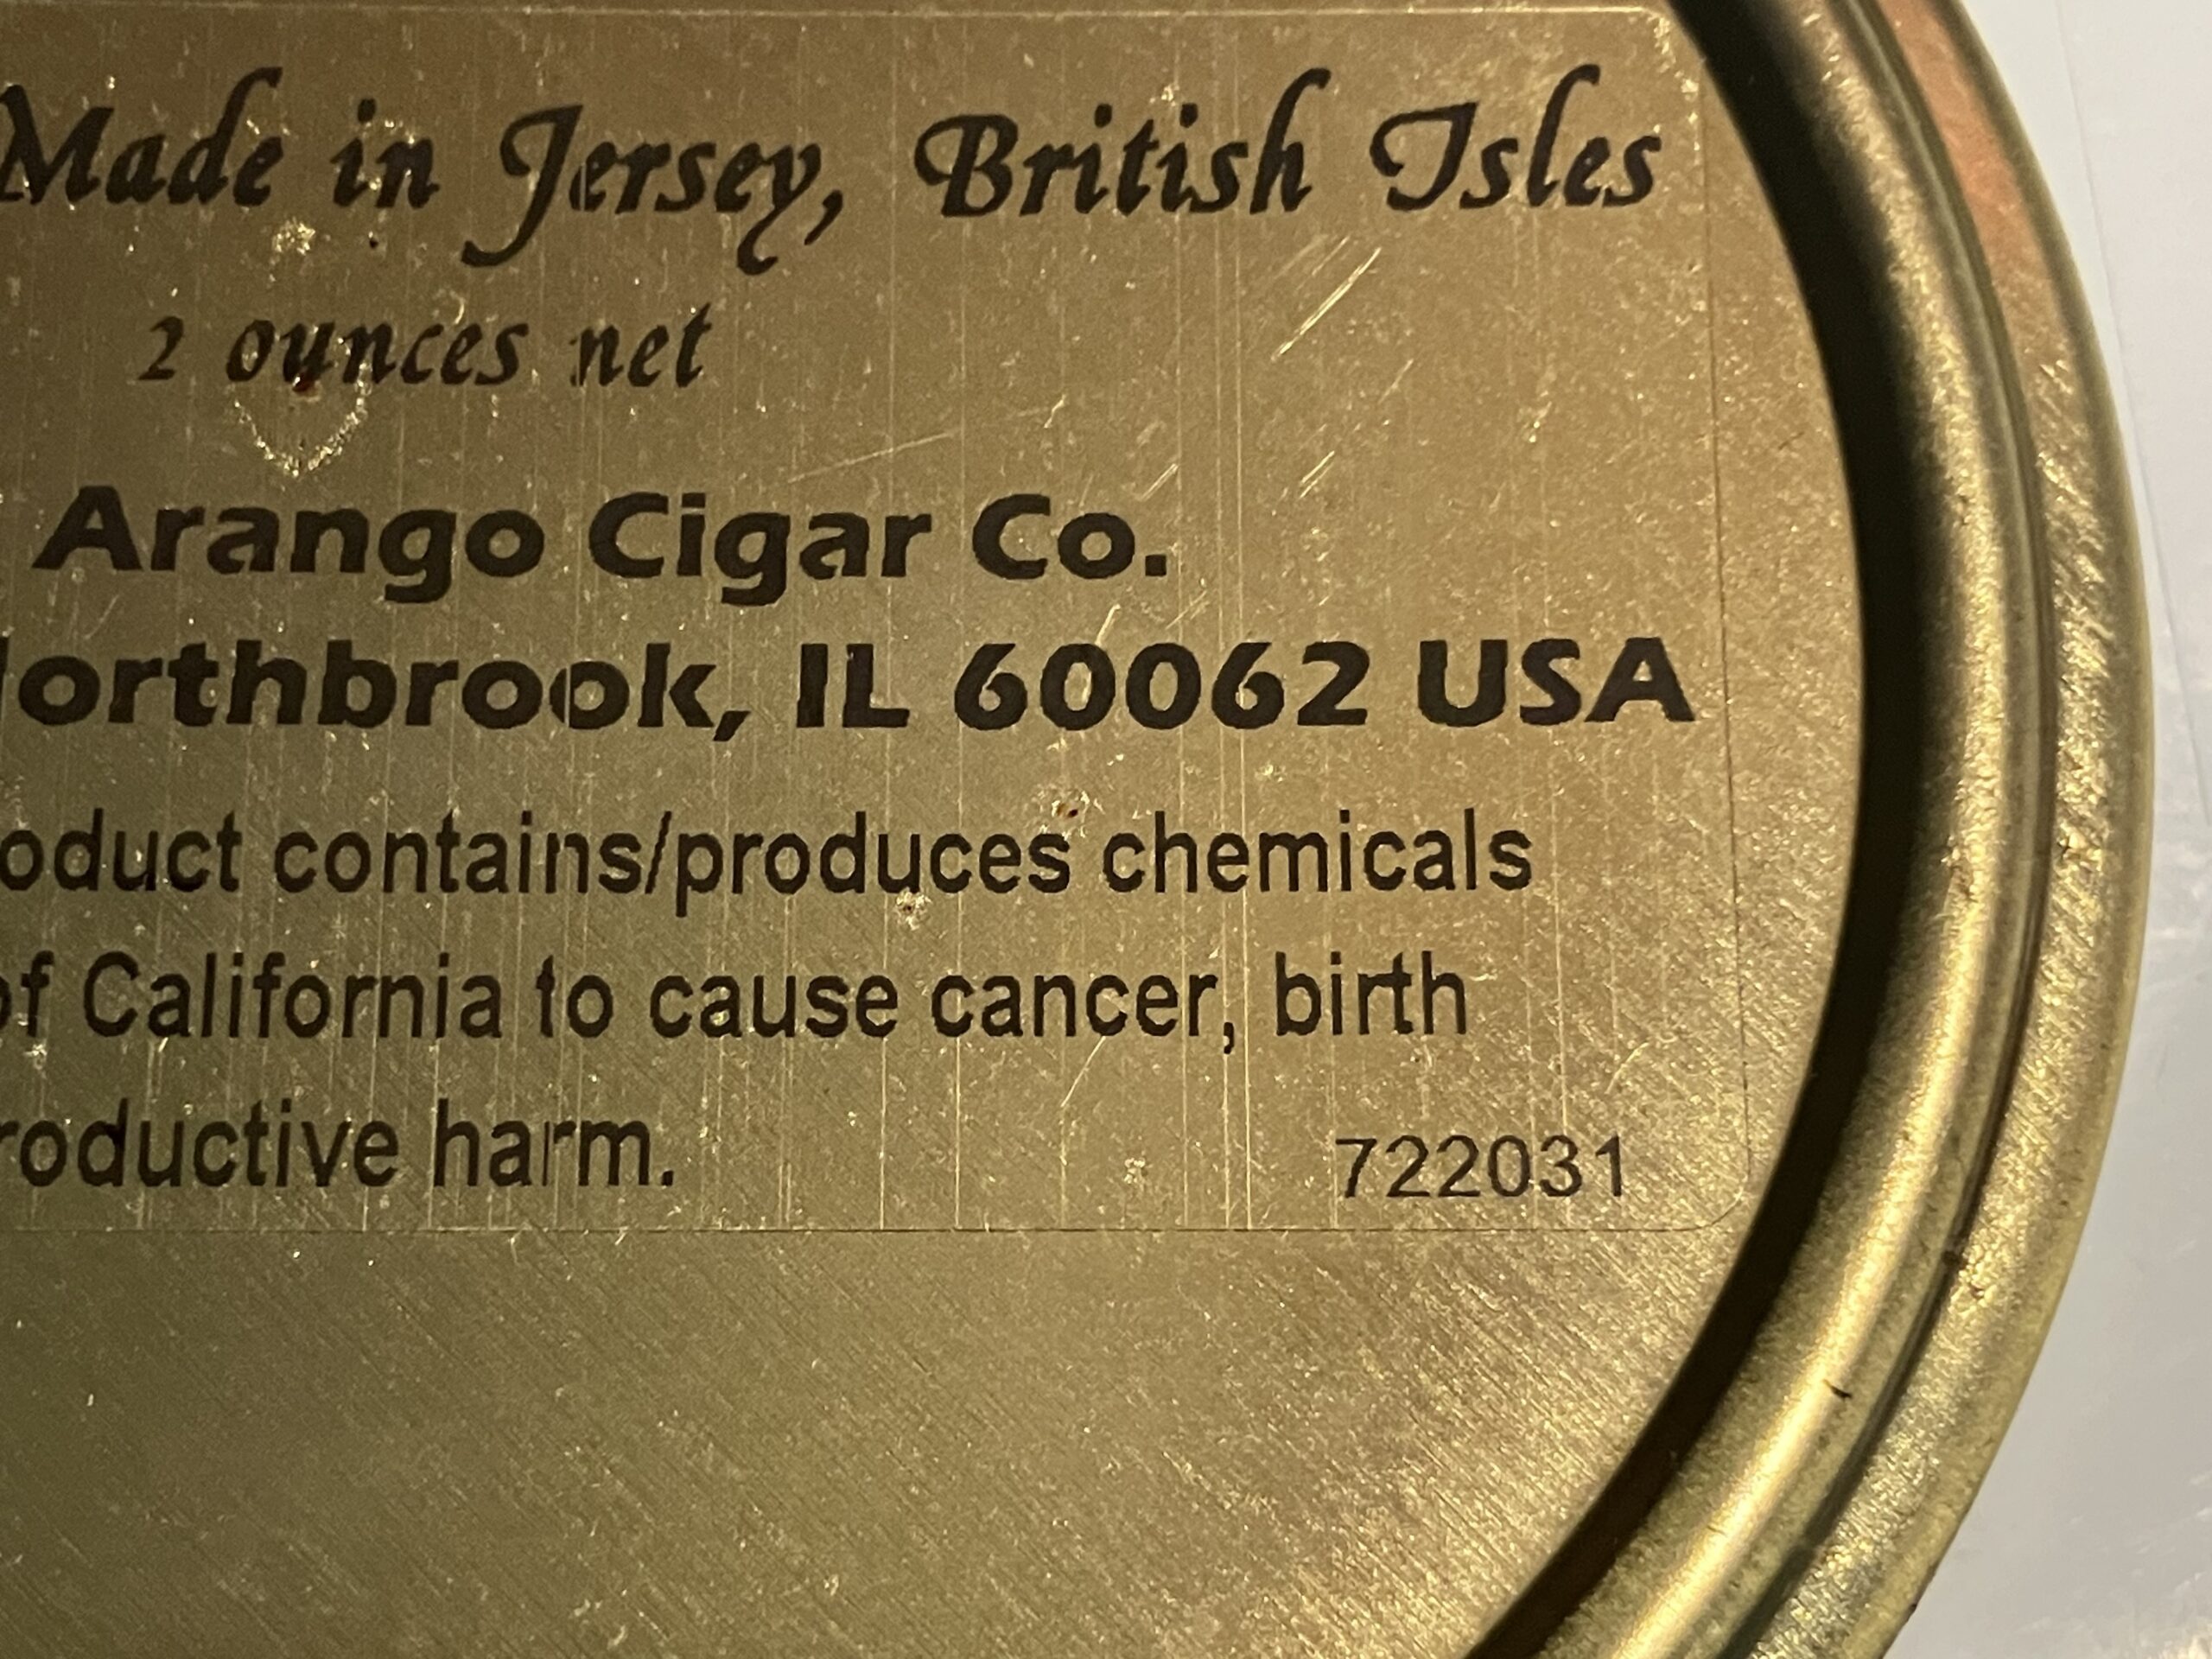 Made in Jersey, British Isles
2 ounces net
Arango Cigar Co.
orthbrook, IL 60062 USA
oduct contains/produces chemicals
of California to cause cancer, birth
roductive harm.
722031